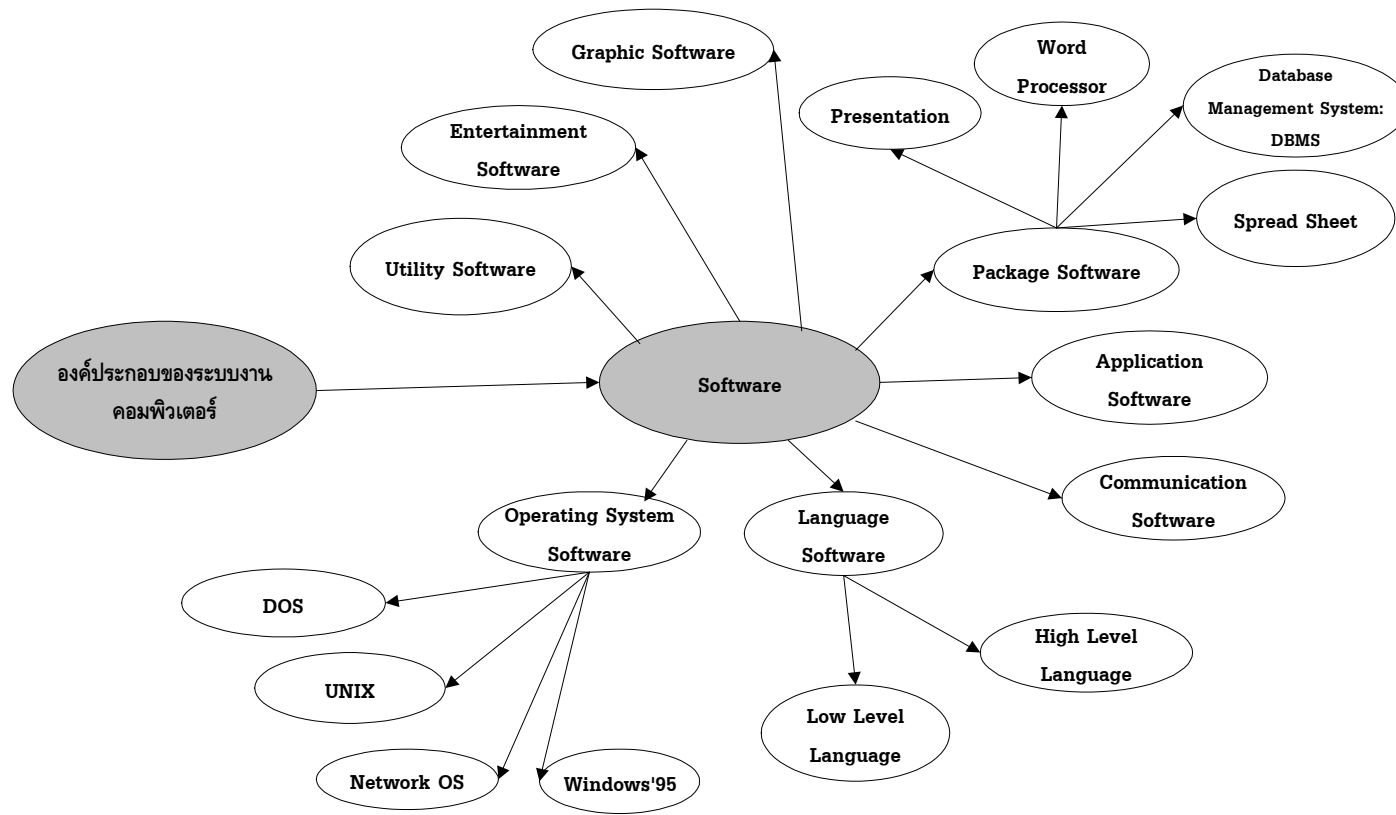 Graphic Software
Word
Processor
Database
Management System:
DBMS
Presentation
Entertainment
Software
Spread Sheet
Utility Software
Package Software
องค์ประกอบของระบบงาน
คอมพิวเตอร์
Software
Application
Software
Communication
Software
Operating System
Software
Language
Software
DOS
UNIX
Network OS
Windows'95
High Level
Language
Low Level
Language